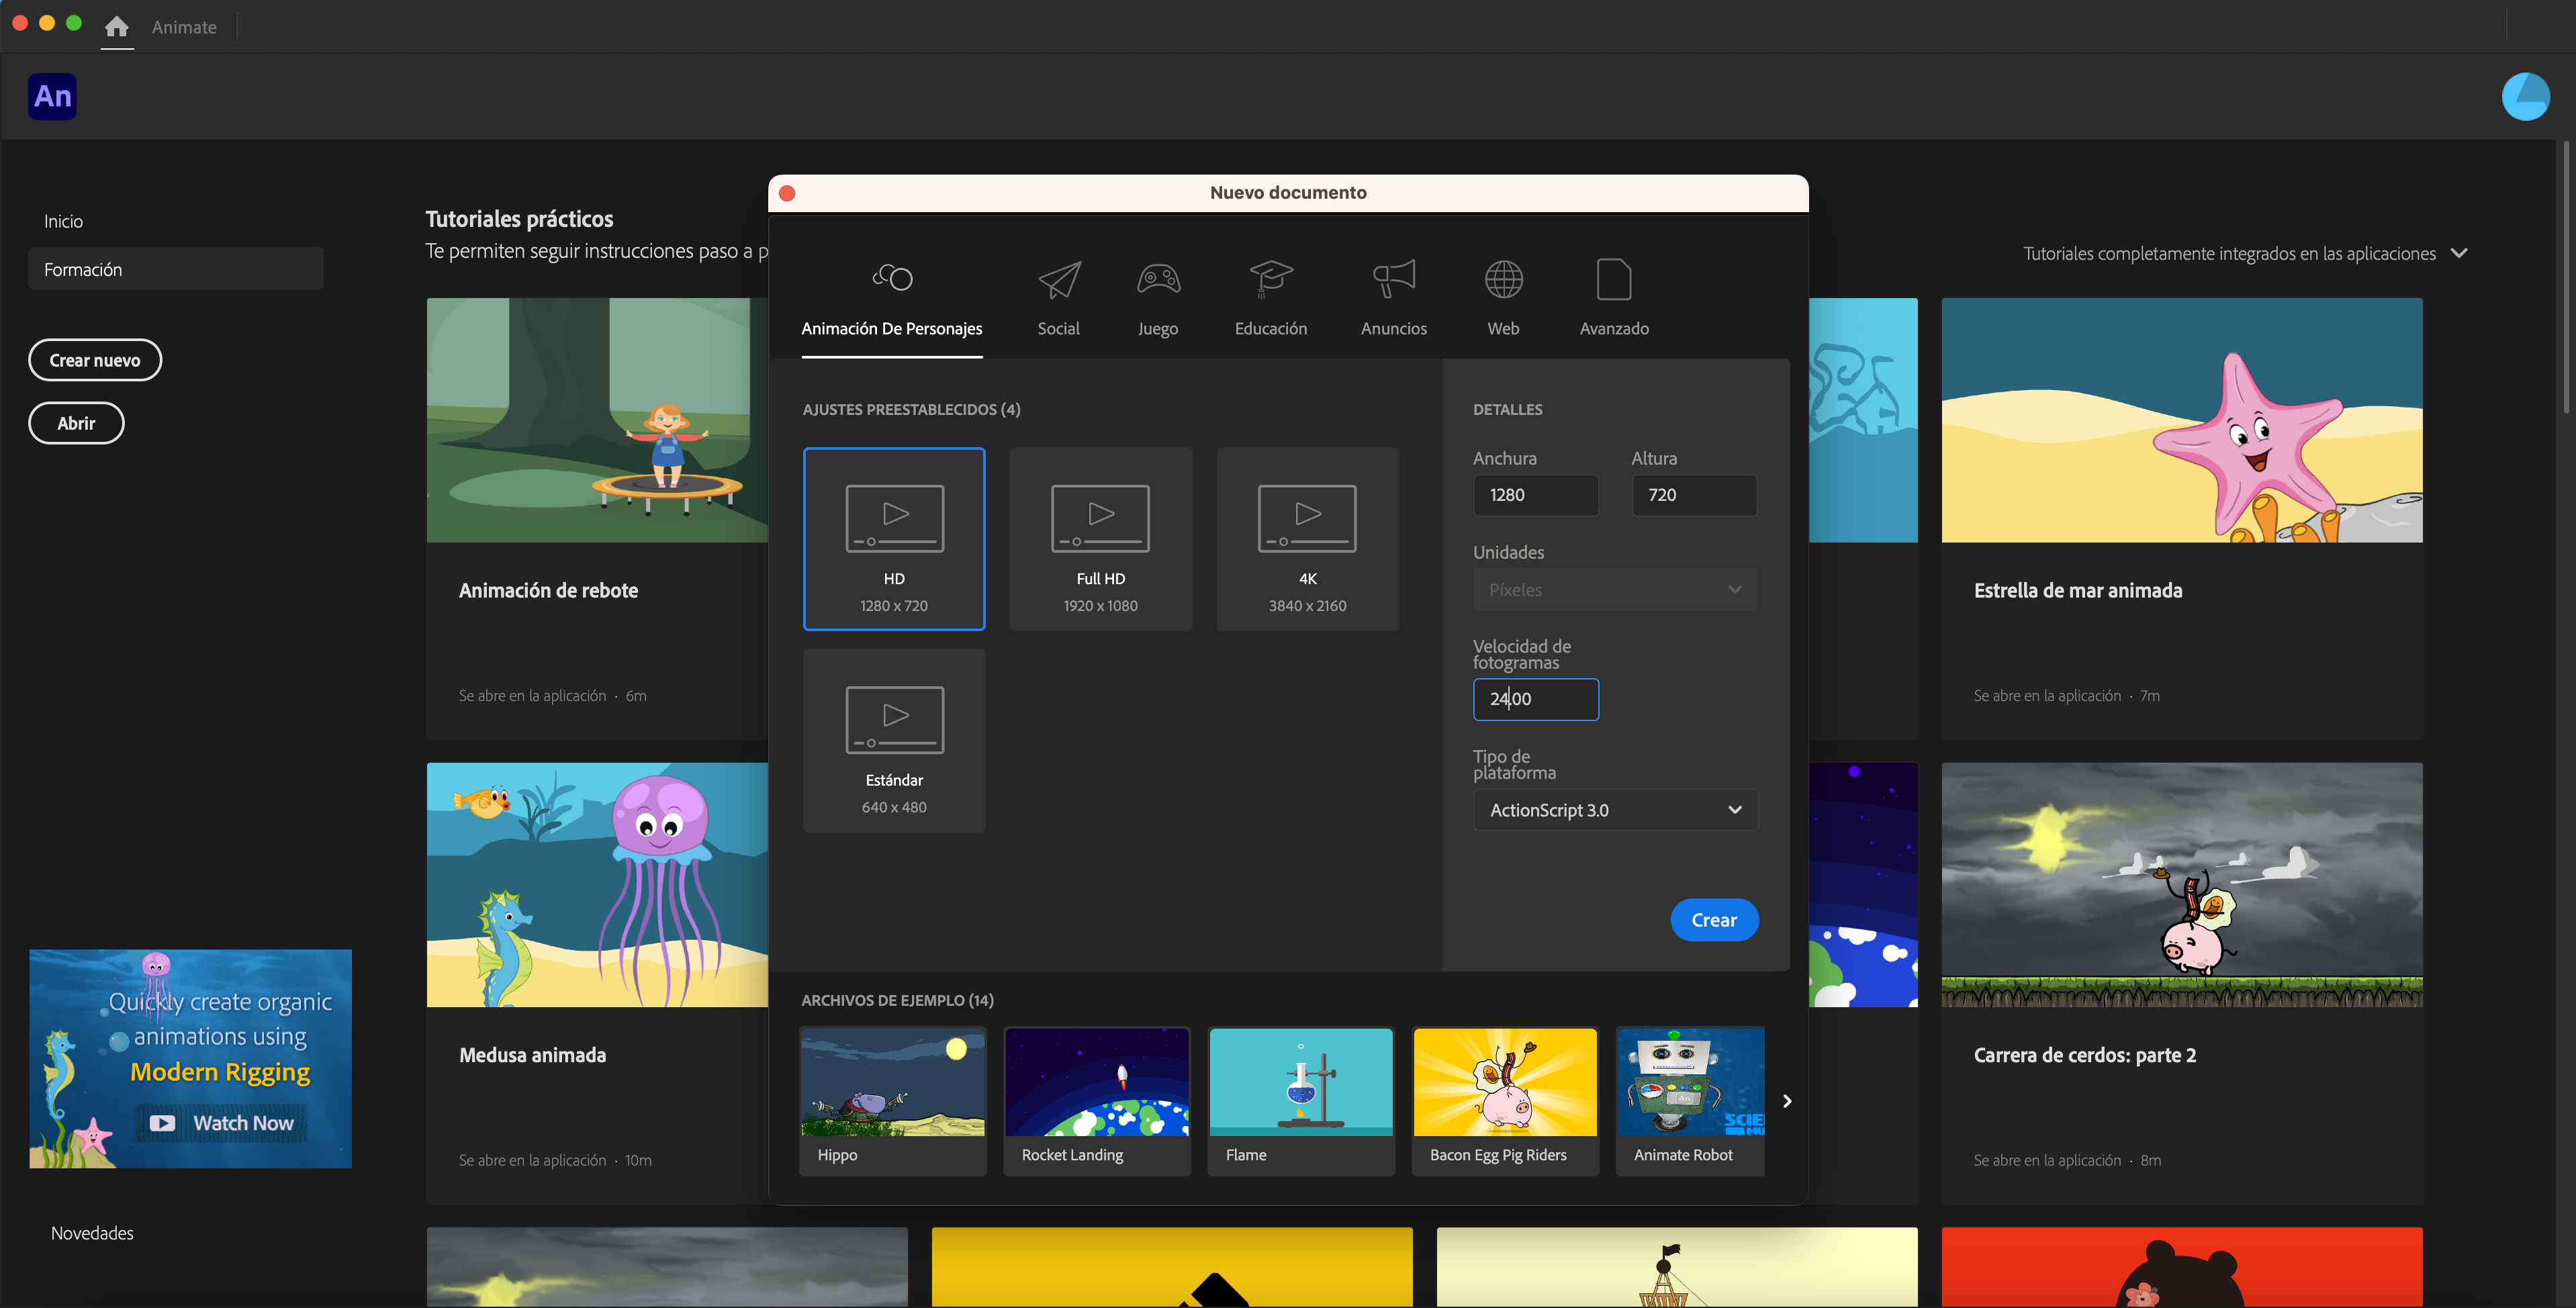 Animate
An
Inicio
Formación
Crear nuevo
Abrir
Quickly create organic
animations using
Modern Rigging
Watch Now
Novedades
Tutoriales prácticos
Te permiten seguir instrucciones paso a p
Tutoriales completamente integrados en las aplicaciones
Animación de rebote
Se abre en la aplicación · 6m
Estrella de mar animada
Se abre en la aplicación · 7m
Medusa animada
Se abre en la aplicación · 10m
Carrera de cerdos: parte 2
Se abre en la aplicación · 8m
Nuevo documento
Animación De Personajes
Social
Juego
Educación
Anuncios
Web
Avanzado
AJUSTES PREESTABLECIDOS (4)
HD
1280 x 720
Full HD
1920 x 1080
4K
3840 x 2160
Estándar
640 x 480
DETALLES
Anchura
Altura
1280
720
Unidades
Píxeles
Velocidad de
fotogramas
24.00
Tipo de
plataforma
ActionScript 3.0
Crear
ARCHIVOS DE EJEMPLO (14)
Hippo
Rocket Landing
Flame
Bacon Egg Pig Riders
An
SCIE
MU
Animate Robot